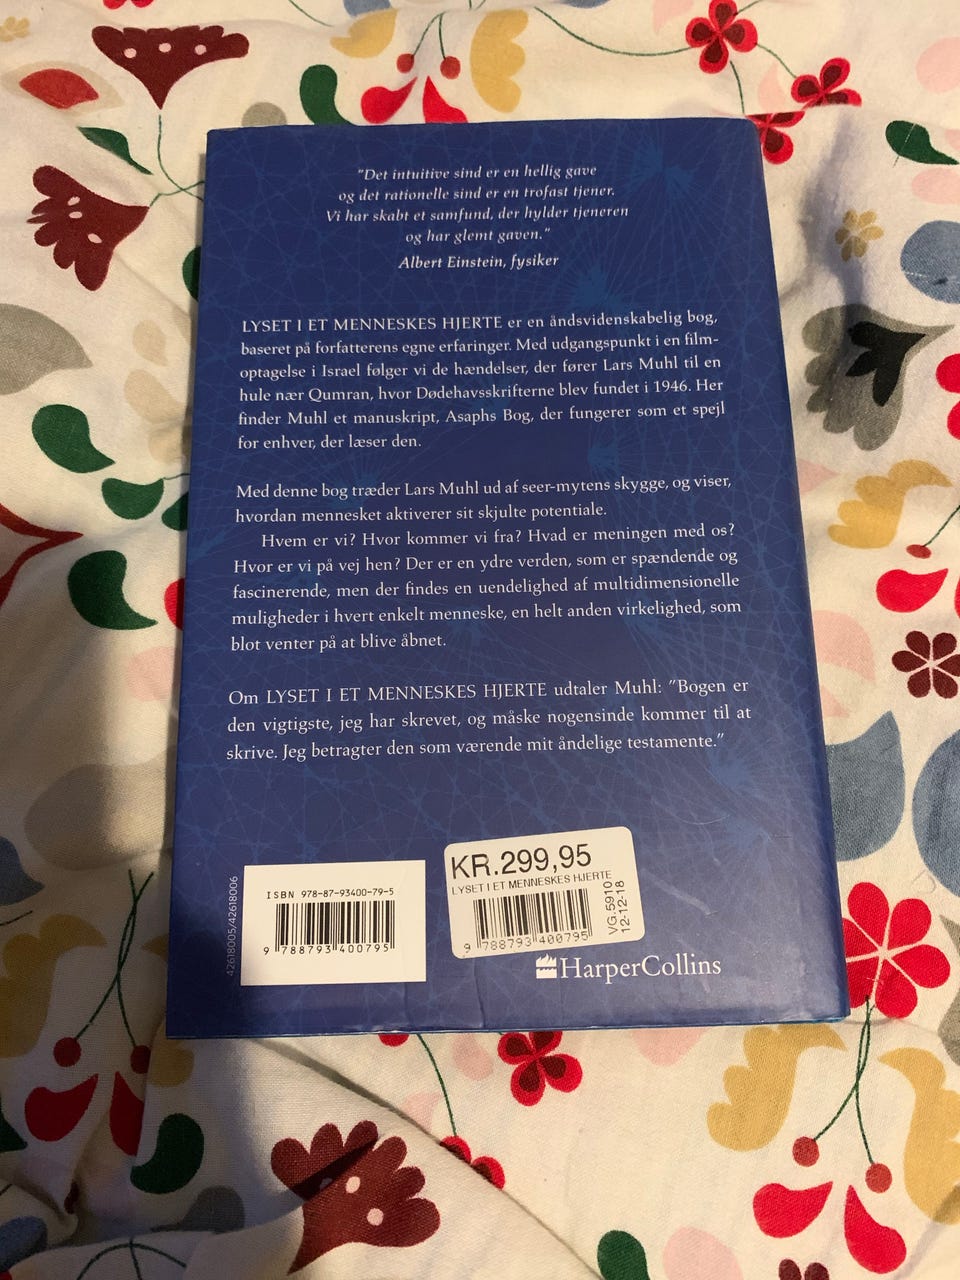 "Det intuitive sind er en hellig gave
og det rationelle sind er en trofast tjener.
Vi har skabt et samfund, der hylder tjeneren
og har glemt gaven."
Albert Einstein, fysiker
LYSET I ET MENNESKES HJERTE er en åndsvidenskabelig bog,
baseret på forfatterens egne erfaringer. Med udgangspunkt i en film-
optagelse i Israel følger vi de hændelser, der fører Lars Muhl til en
hule nær Qumran, hvor Dødehavsskrifterne blev fundet i 1946. Her
finder Muhl et manuskript, Asaphs Bog, der fungerer som et spejl
for enhver, der læser den.
Med denne bog træder Lars Muhl ud af seer-mytens skygge, og viser,
hvordan mennesket aktiverer sit skjulte potentiale.
Hvem er vi? Hvor kommer vi fra? Hvad er meningen med os?
Hvor er vi på vej hen? Der er en ydre verden, som er spændende og
fascinerende, men der findes en uendelighed af multidimensionelle
muligheder i hvert enkelt menneske, en helt anden virkelighed, som
blot venter på at blive åbnet.
Om LYSET I ET MENNESKES HJERTE udtaler Muhl: "Bogen er
den vigtigste, jeg har skrevet, og måske nogensinde kommer til at
skrive. Jeg betragter den som værende mit åndelige testamente."
42618005/42618006
ISBN 978-87-93400-79-5
9 788793 400795
KR.299,95
LYSET I ET MENNESKES HJERTE
9 788793 400795
VG.5910
12-12-18
HarperCollins